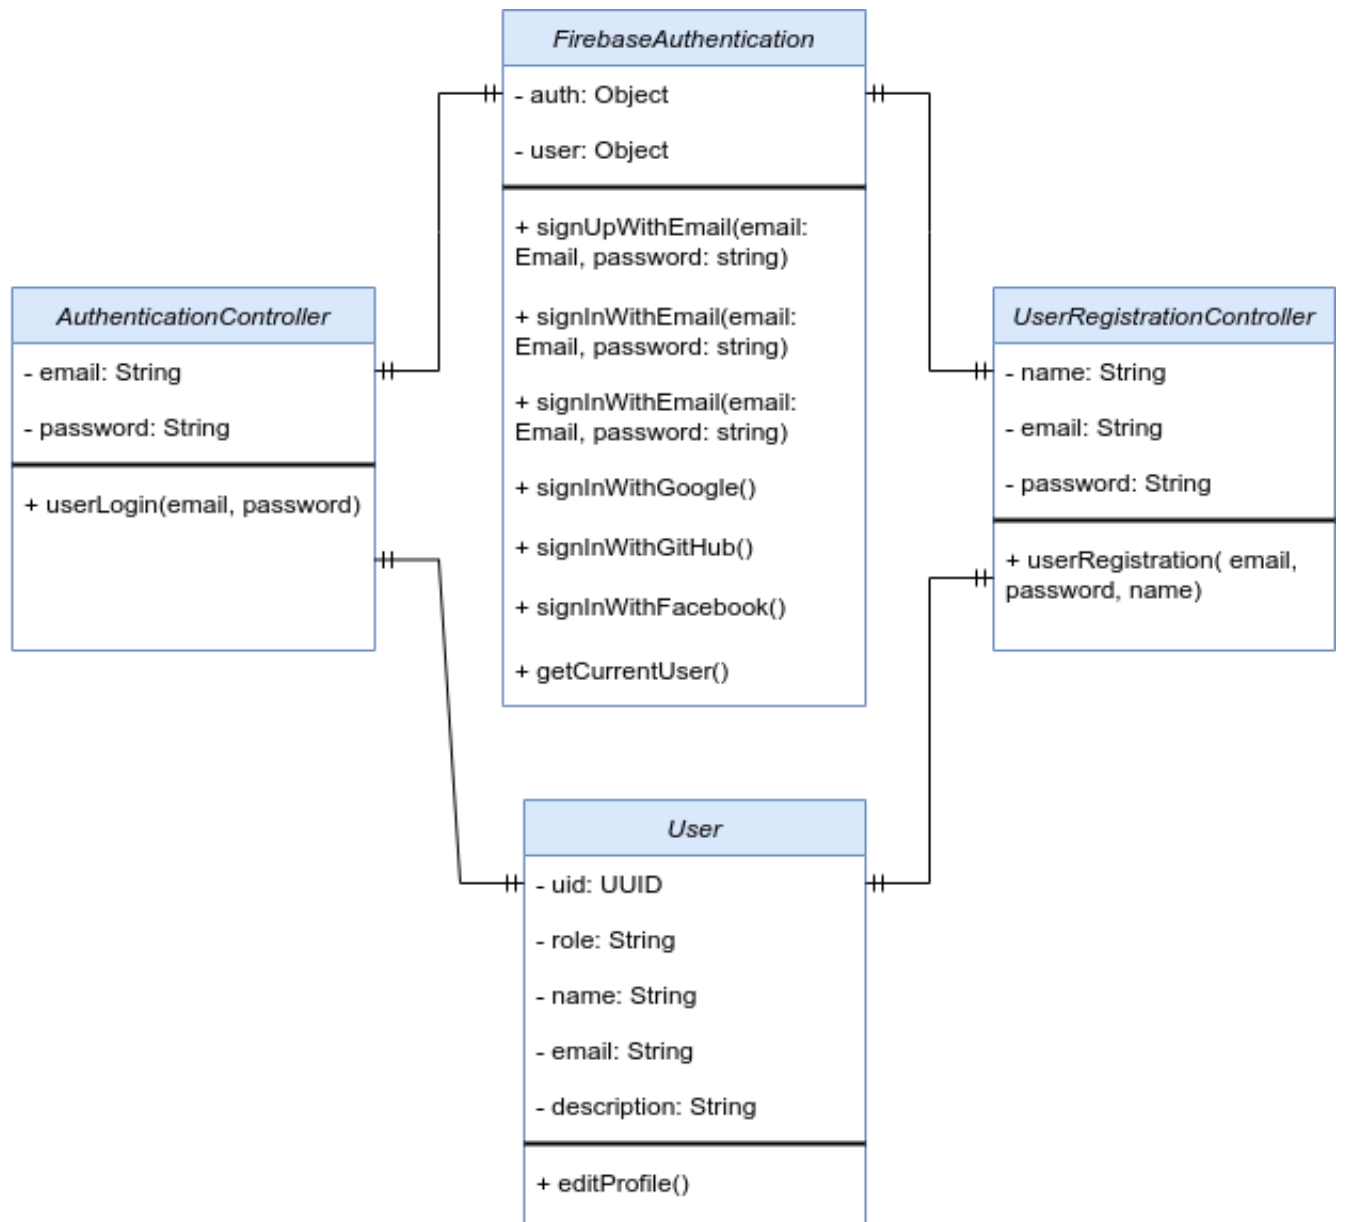 FirebaseAuthentication
- auth: Object
- user: Object
+ signUpWithEmail(email:
Email, password: string)
+ signInWithEmail(email:
Email, password: string)
+ signInWithEmail(email:
Email, password: string)
+ signInWithGoogle()
+ signInWithGitHub()
+ signInWithFacebook()
+ getCurrentUser()
AuthenticationController
- email: String
- password: String
+ userLogin(email, password)
UserRegistrationController
- name: String
- email: String
- password: String
+ userRegistration( email,
password, name)
User
- uid: UUID
- role: String
- name: String
- email: String
- description: String
+ editProfile()